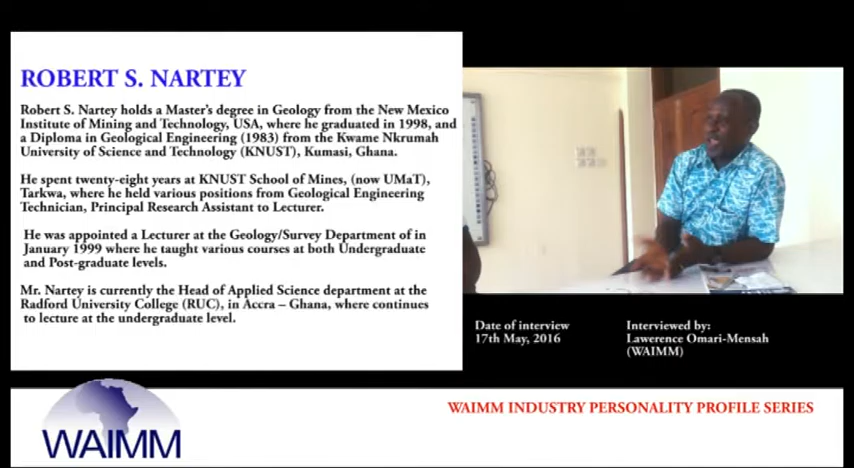 ROBERT S. NARTEY
Robert S. Nartey holds a Master's degree in Geology from the New Mexico
Institute of Mining and Technology, USA, where he graduated in 1998, and
a Diploma in Geological Engineering (1983) from the Kwame Nkrumah
University of Science and Technology (KNUST), Kumasi, Ghana.
He spent twenty-eight years at KNUST School of Mines, (now UMaT),
Tarkwa, where he held various positions from Geological Engineering
Technician, Principal Research Assistant to Lecturer.
He was appointed a Lecturer at the Geology/Survey Department of in
January 1999 where he taught various courses at both Undergraduate
and Post-graduate levels.
Mr. Nartey is currently the Head of Applied Science department at the
Radford University College (RUC), in Accra – Ghana, where continues
to lecture at the undergraduate level.
Date of interview
17th May, 2016
Interviewed by:
Lawerence Omari-Mensah
(WAIMM)
WAIMM
WAIMM INDUSTRY PERSONALITY PROFILE SERIES